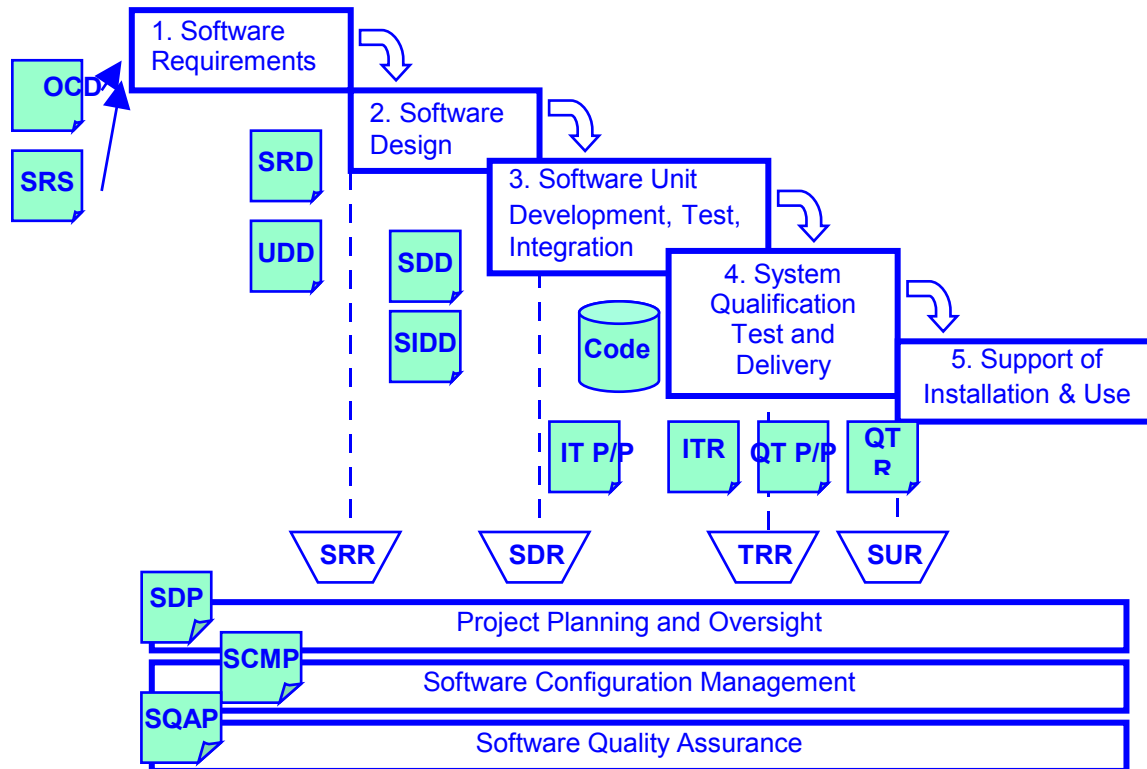 1. Software
Requirements
OCD
SRS
2. Software
Design
SRD
UDD
3. Software Unit
Development, Test,
Integration
SDD
SIDD
4. System
Qualification
Test and
Delivery
Code
5. Support of
Installation & Use
IT P/P
ITR
QT P/P
QT
R
SRR
SDR
TRR
SUR
SDP
Project Planning and Oversight
SCMP
Software Configuration Management
SQAP
Software Quality Assurance